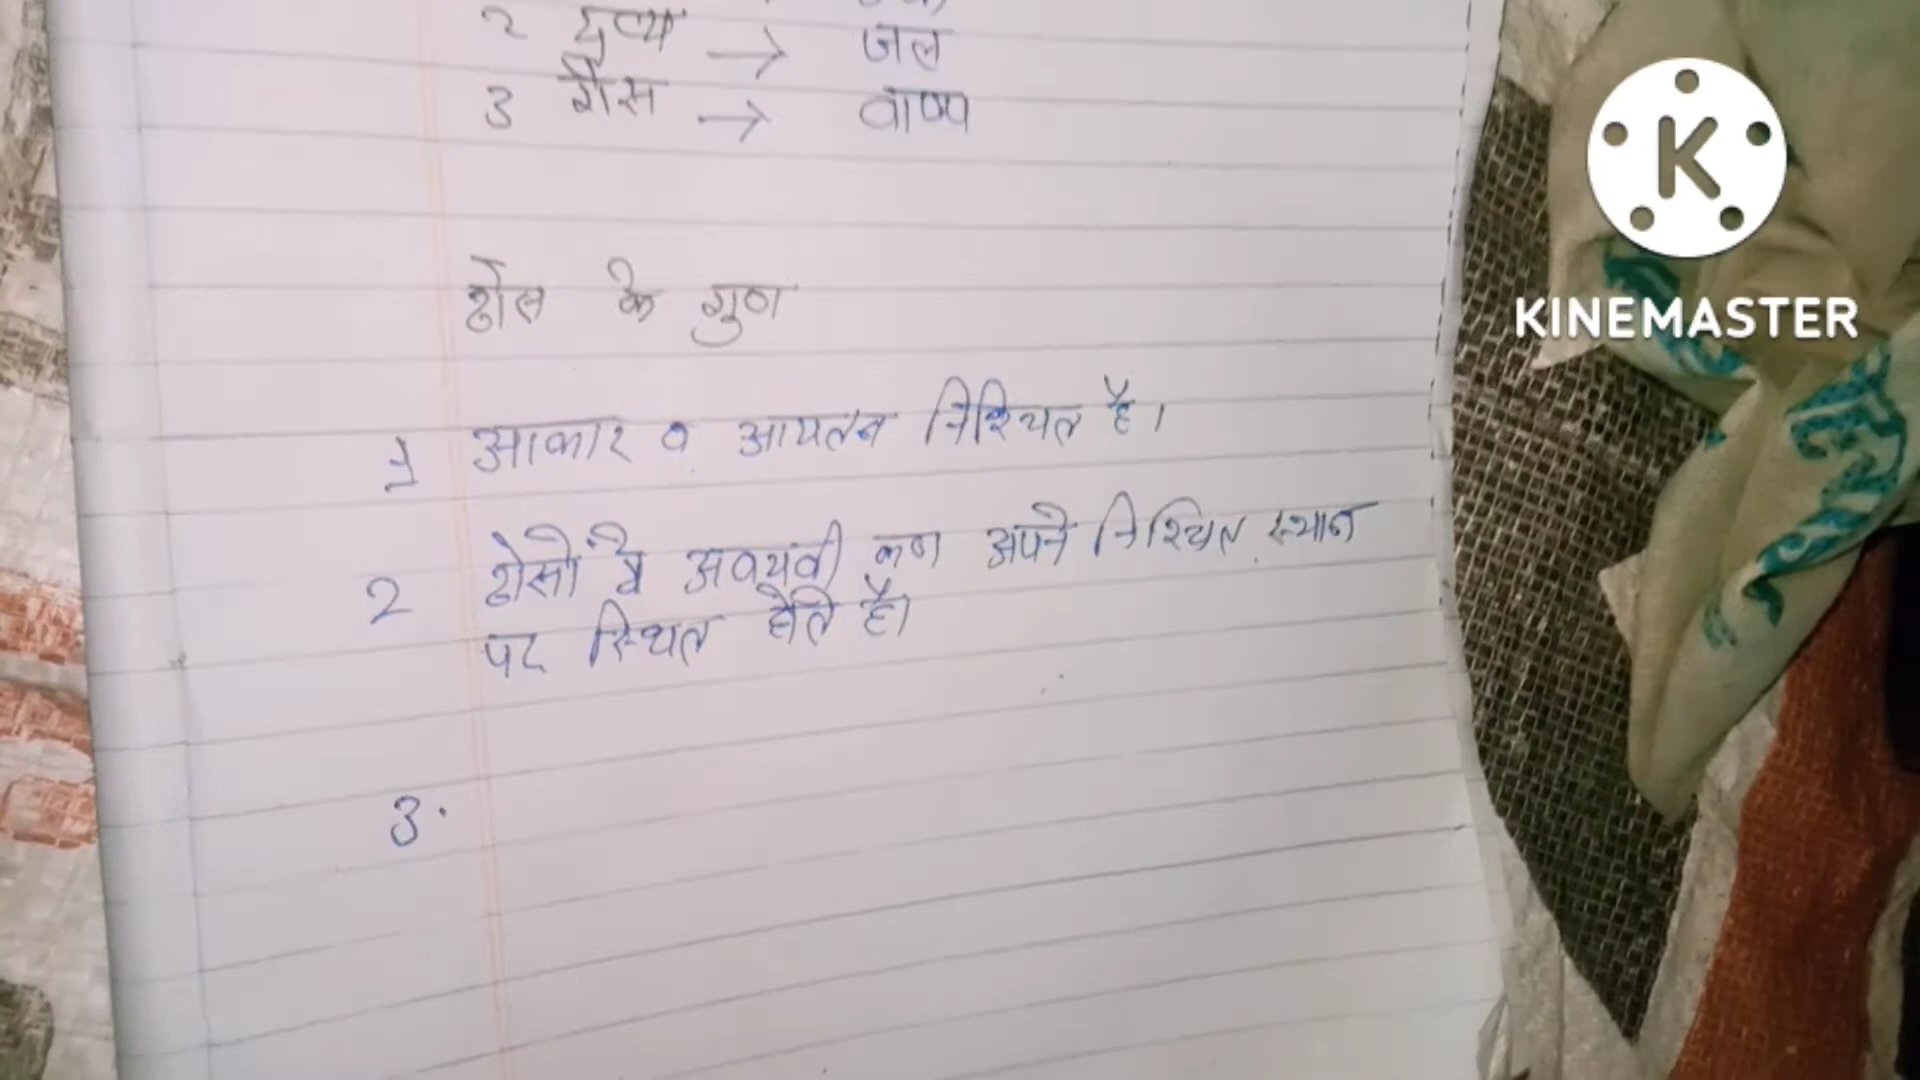 2 द्रव्य → जल
3 गैस → वाष्प
ठोस के गुण
1 आकार व आयतन निश्चित है।
2 ठोसों के अवयवी कण अपने निश्चित स्थान
पर स्थित होते है।
3.
K
KINEMASTER